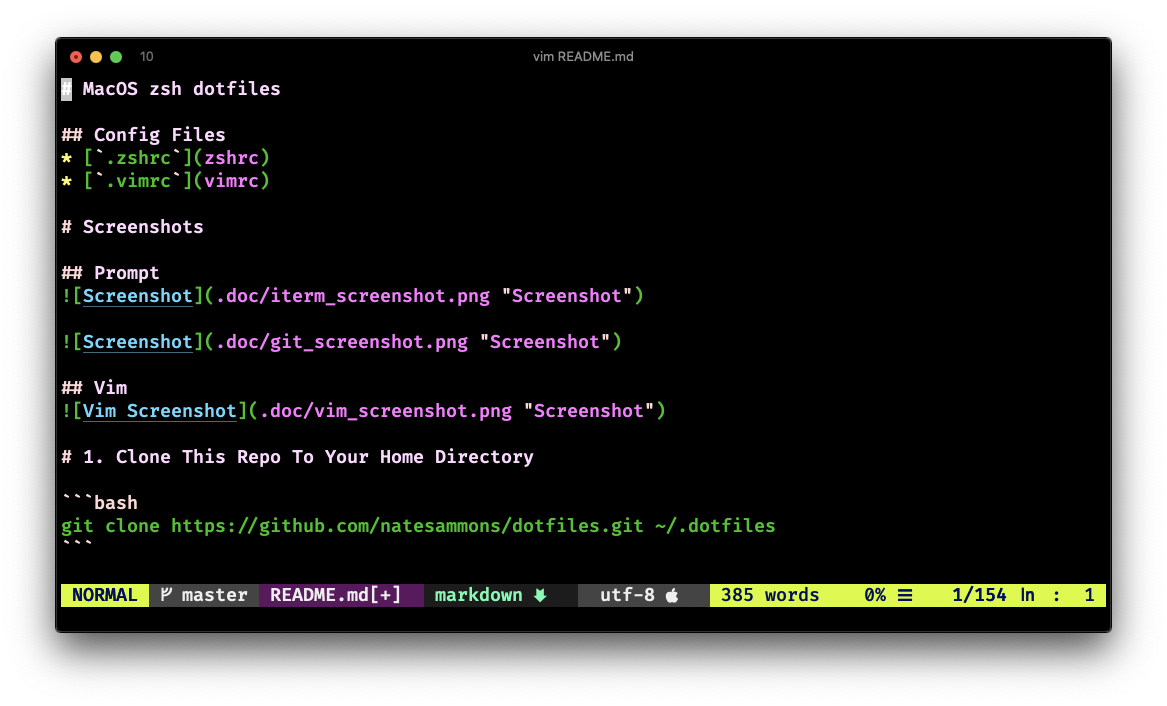 10 vim README.md
# MacOS zsh dotfiles
## Config Files
* [`.zshrc`](zshrc)
* [`.vimrc`](vimrc)
# Screenshots
## Prompt
![Screenshot](.doc/iterm_screenshot.png "Screenshot")
![Screenshot](.doc/git_screenshot.png "Screenshot")
## Vim
![Vim Screenshot](.doc/vim_screenshot.png "Screenshot")
# 1. Clone This Repo To Your Home Directory
```bash
git clone https://github.com/natesammons/dotfiles.git ~/.dotfiles
```
NORMAL master README.md[+] markdown utf-8 385 words 0% ☰ 1/154 ln : 1